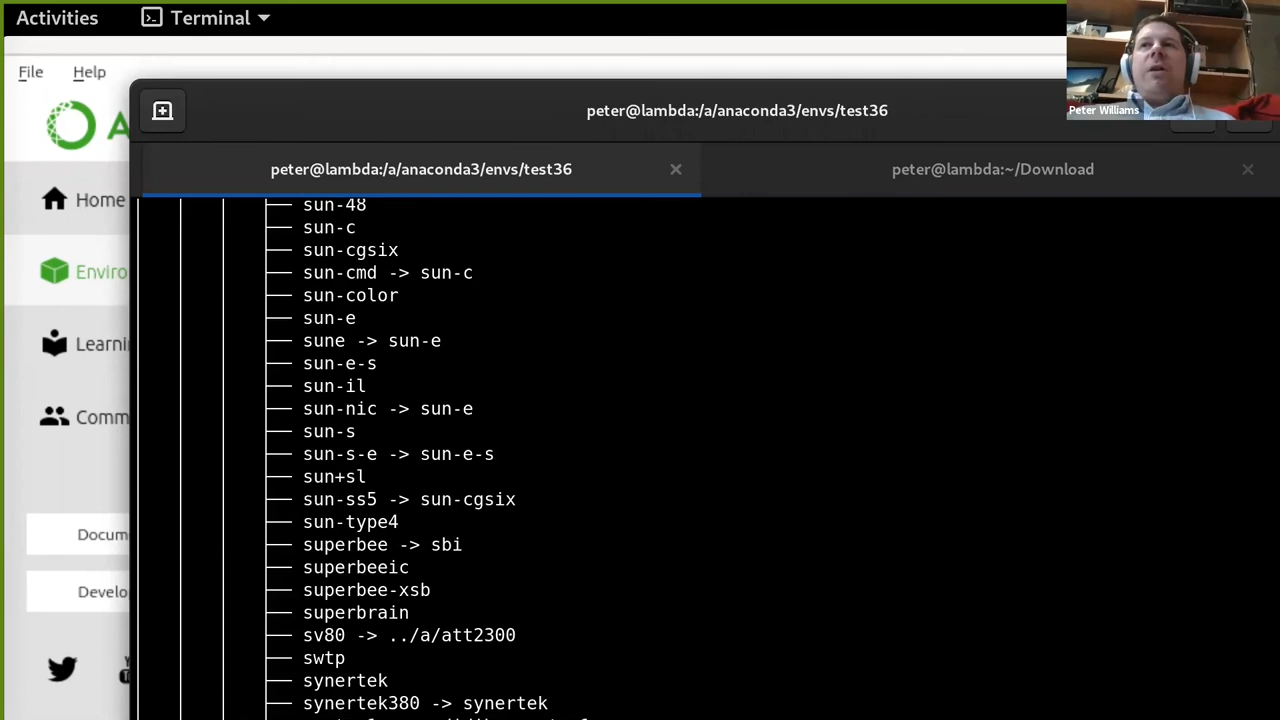 Activities
Terminal
File Help
A
peter@lambda:/a/anaconda3/envs/test36
Peter Williams
peter@lambda:/a/anaconda3/envs/test36
peter@lambda:~/Download
Home
Enviro
Learni
Comm
Docum
Develo
sun-48
sun-c
sun-cgsix
sun-cmd -> sun-c
sun-color
sun-e
sune -> sun-e
sun-e-s
sun-il
sun-nic -> sun-e
sun-s
sun-s-e -> sun-e-s
sun+sl
sun-ss5 -> sun-cgsix
sun-type4
superbee -> sbi
superbeeic
superbee-xsb
superbrain
sv80 -> ../a/att2300
swtp
synertek
synertek380 -> synertek